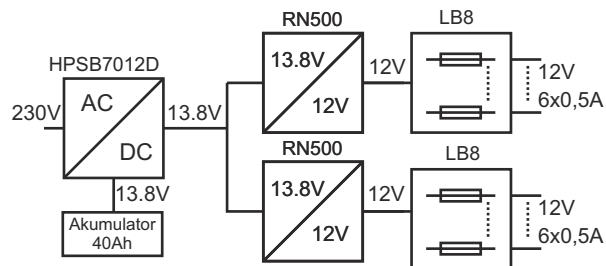 HPSB7012D
230V
AC
DC
13.8V
13.8V
Akumulator
40Ah
RN500
13.8V
12V
12V
LB8
12V
6x0,5A
RN500
13.8V
12V
12V
LB8
12V
6x0,5A